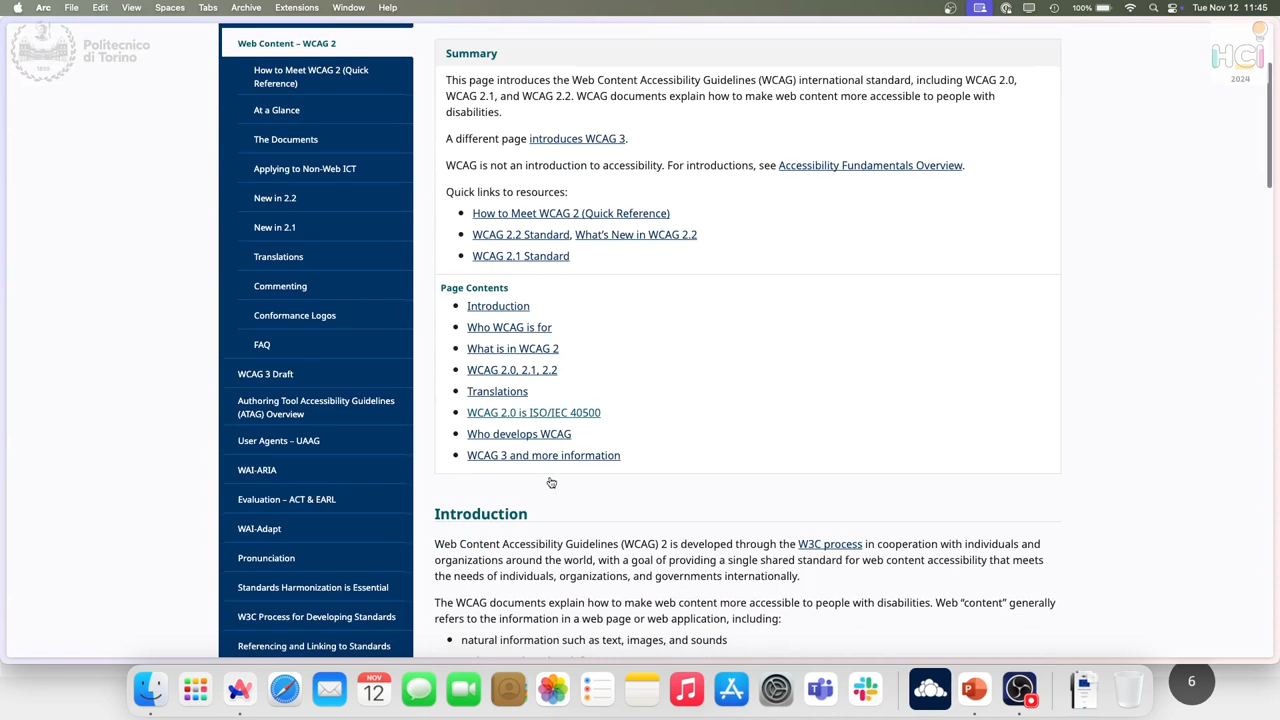 Extensions
Window
Help
11:46
Politecnico
di Torino
1859
HCI
2024
Web Content – WCAG 2
How to Meet WCAG 2 (Quick
Reference)
At a Glance
The Documents
Applying to Non-Web ICT
New in 2.2
New in 2.1
Translations
Commenting
Conformance Logos
FAQ
WCAG 3 Draft
Authoring Tool Accessibility Guidelines
(ATAG) Overview
User Agents – UAAG
WAI-ARIA
Evaluation – ACT & EARL
WAI-Adapt
Pronunciation
Standards Harmonization is Essential
W3C Process for Developing Standards
Referencing and Linking to Standards
Summary
This page introduces the Web Content Accessibility Guidelines (WCAG) international standard, including WCAG 2.0,
WCAG 2.1, and WCAG 2.2. WCAG documents explain how to make web content more accessible to people with
disabilities.
A different page introduces WCAG 3.
WCAG is not an introduction to accessibility. For introductions, see Accessibility Fundamentals Overview.
Quick links to resources:
How to Meet WCAG 2 (Quick Reference)
WCAG 2.2 Standard, What’s New in WCAG 2.2
WCAG 2.1 Standard
Page Contents
Introduction
Who WCAG is for
What is in WCAG 2
WCAG 2.0, 2.1, 2.2
Translations
WCAG 2.0 is ISO/IEC 40500
Who develops WCAG
WCAG 3 and more information
Introduction
Web Content Accessibility Guidelines (WCAG) 2 is developed through the W3C process in cooperation with individuals and
organizations around the world, with a goal of providing a single shared standard for web content accessibility that meets
the needs of individuals, organizations, and governments internationally.
The WCAG documents explain how to make web content more accessible to people with disabilities. Web “content” generally
refers to the information in a web page or web application, including:
natural information such as text, images, and sounds
NOV
12
6